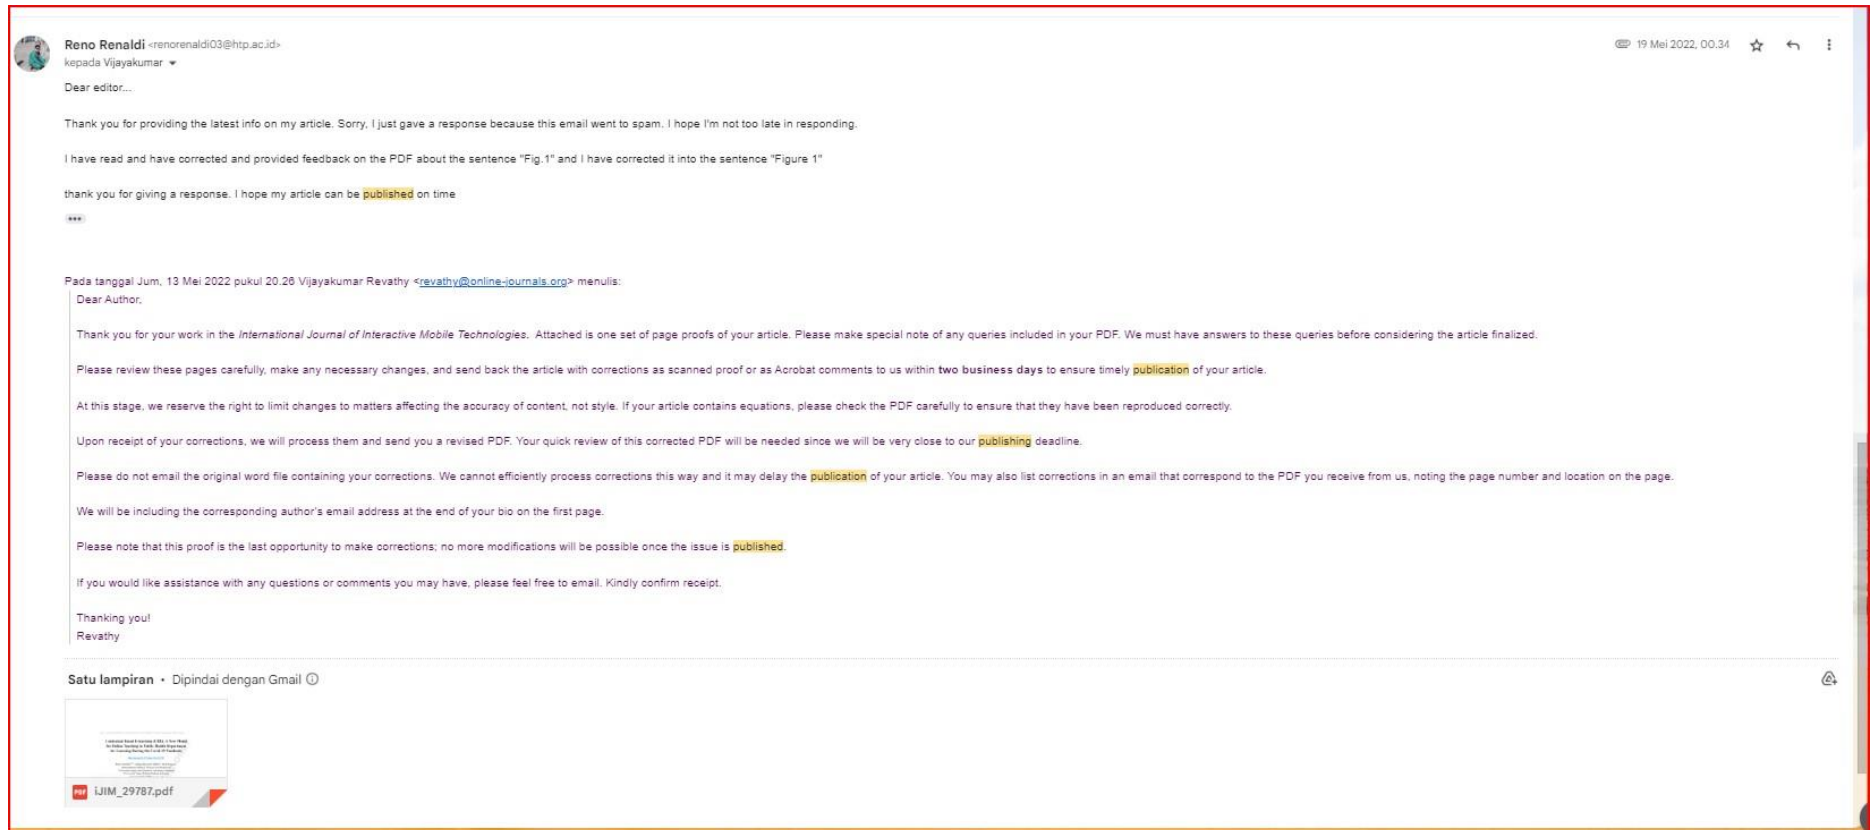 Reno Renaldi <renorenaldi03@htp.ac.id>
19 Mei 2022, 00.34
kepada Vijayakumar
Dear editor...
Thank you for providing the latest info on my article. Sorry, I just gave a response because this email went to spam. I hope I'm not too late in responding.
I have read and have corrected and provided feedback on the PDF about the sentence "Fig.1" and I have corrected it into the sentence "Figure 1"
thank you for giving a response. I hope my article can be published on time
Pada tanggal Jum, 13 Mei 2022 pukul 20.26 Vijayakumar Revathy <revathy@online-journals.org> menulis:
Dear Author,
Thank you for your work in the International Journal of Interactive Mobile Technologies. Attached is one set of page proofs of your article. Please make special note of any queries included in your PDF. We must have answers to these queries before considering the article finalized.
Please review these pages carefully, make any necessary changes, and send back the article with corrections as scanned proof or as Acrobat comments to us within two business days to ensure timely publication of your article.
At this stage, we reserve the right to limit changes to matters affecting the accuracy of content, not style. If your article contains equations, please check the PDF carefully to ensure that they have been reproduced correctly.
Upon receipt of your corrections, we will process them and send you a revised PDF. Your quick review of this corrected PDF will be needed since we will be very close to our publishing deadline.
Please do not email the original word file containing your corrections. We cannot efficiently process corrections this way and it may delay the publication of your article. You may also list corrections in an email that correspond to the PDF you receive from us, noting the page number and location on the page.
We will be including the corresponding author's email address at the end of your bio on the first page.
Please note that this proof is the last opportunity to make corrections; no more modifications will be possible once the issue is published.
If you would like assistance with any questions or comments you may have, please feel free to email. Kindly confirm receipt.
Thanking you!
Revathy
Satu lampiran • Dipindai dengan Gmail
PDF iJIM_29787.pdf